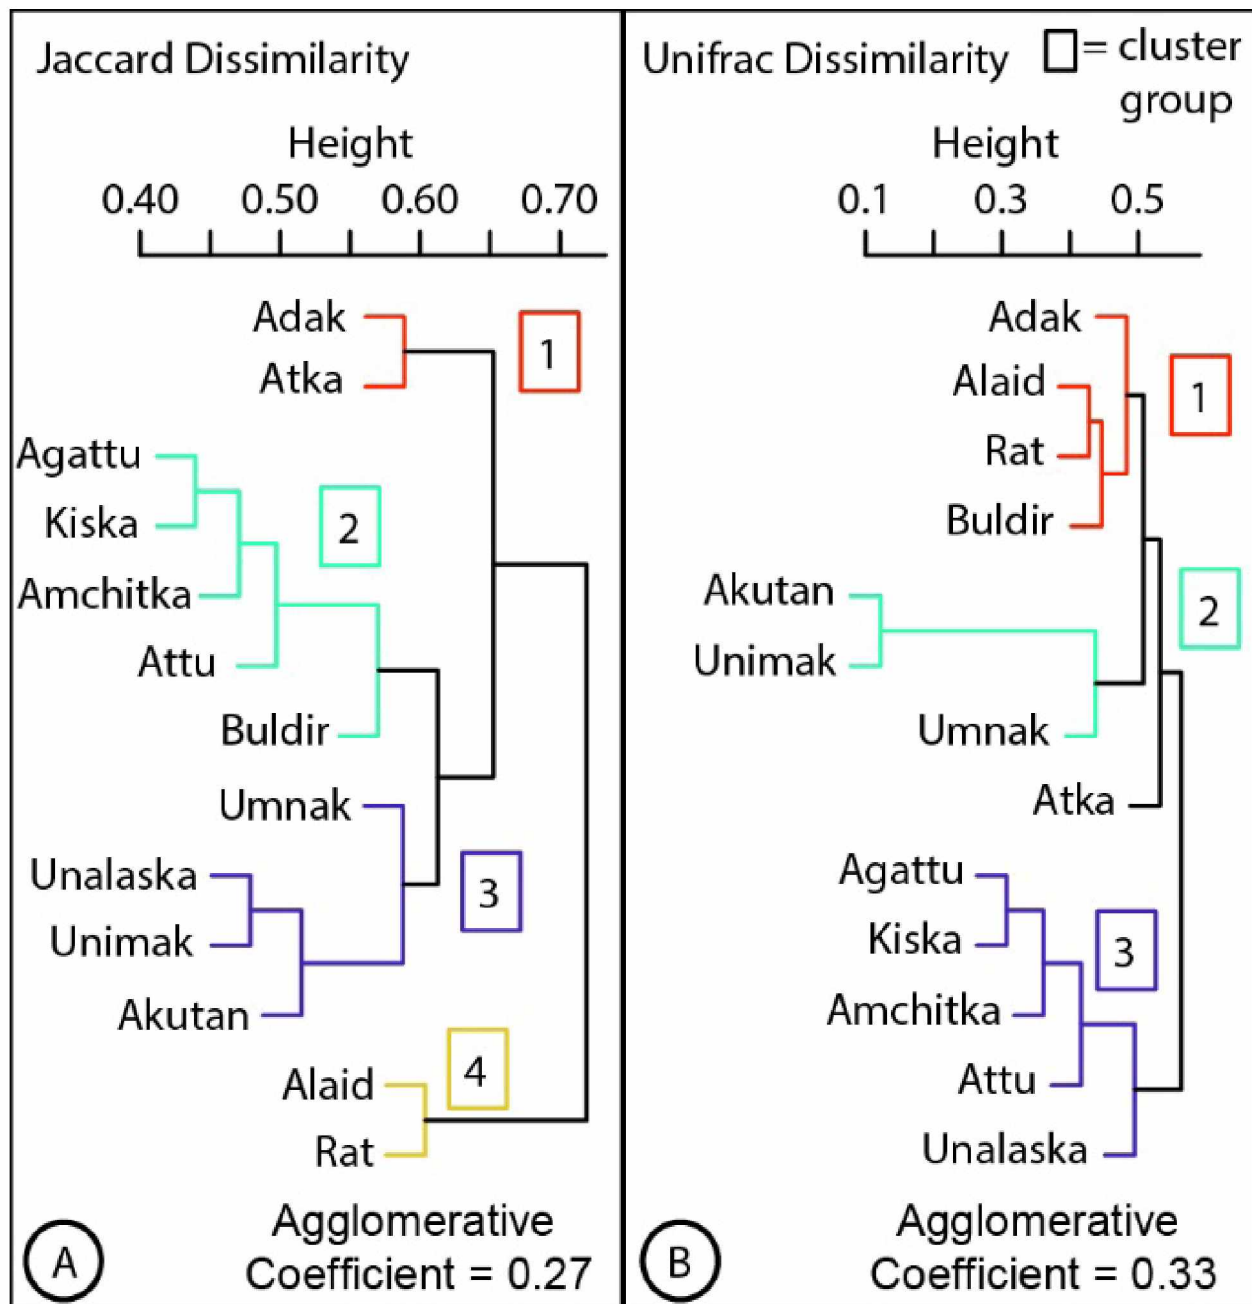 Jaccard Dissimilarity
Height
0.40 0.50 0.60 0.70
Adak
Atka
1
Agattu
Kiska
2
Amchitka
Attu
Buldir
Umnak
Unalaska
3
Unimak
Akutan
Alaid
4
Rat
Agglomerative
Coefficient = 0.27
A
Unifrac Dissimilarity
= cluster
group
Height
0.1 0.3 0.5
Adak
Alaid
1
Rat
Buldir
Akutan
2
Unimak
Umnak
Atka
Agattu
Kiska
3
Amchitka
Attu
Unalaska
Agglomerative
Coefficient = 0.33
B